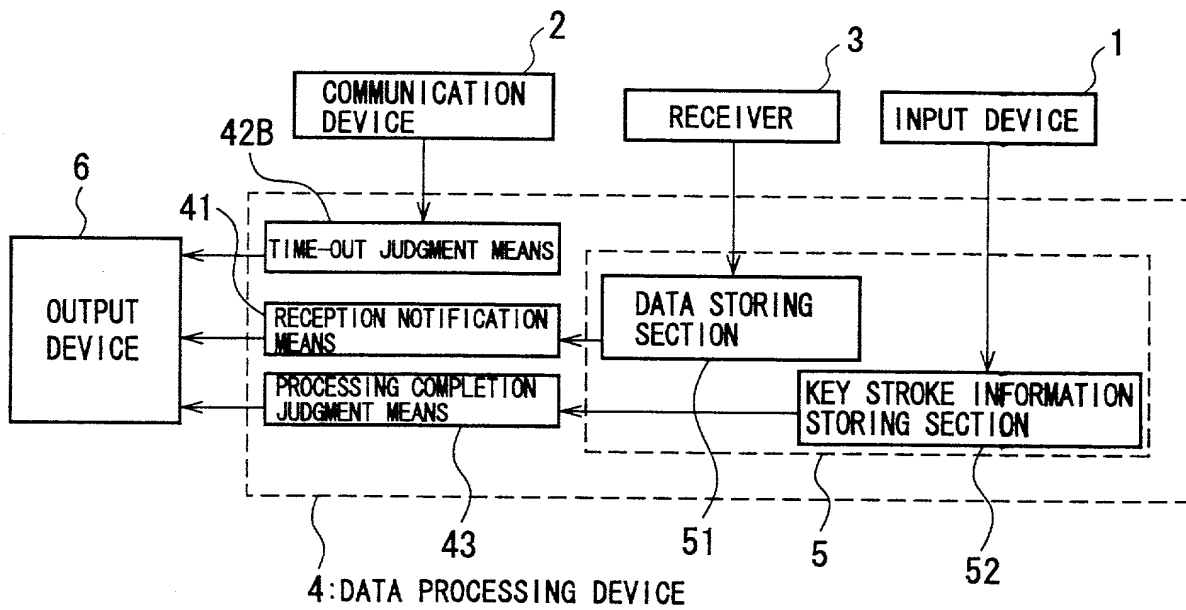 2
3
1
COMMUNICATION
DEVICE
RECEIVER
INPUT DEVICE
42B
6
41
TIME-OUT JUDGMENT MEANS
OUTPUT
DEVICE
RECEPTION NOTIFICATION
MEANS
DATA STORING
SECTION
PROCESSING COMPLETION
JUDGMENT MEANS
KEY STROKE INFORMATION
STORING SECTION
43
51
5
52
4:DATA PROCESSING DEVICE